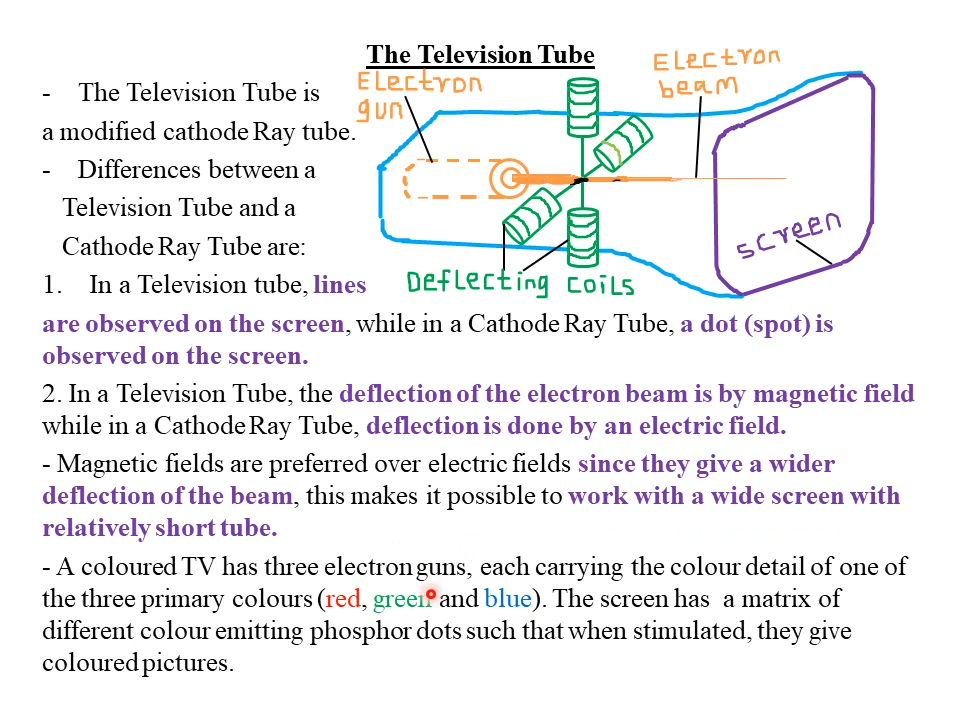 The Television Tube
- The Television Tube is
a modified cathode Ray tube.
- Differences between a
Television Tube and a
Cathode Ray Tube are:
Electron
gun
Electron
beam
screen
Deflecting coils
1. In a Television tube, lines
are observed on the screen, while in a Cathode Ray Tube, a dot (spot) is
observed on the screen.
2. In a Television Tube, the deflection of the electron beam is by magnetic field
while in a Cathode Ray Tube, deflection is done by an electric field.
- Magnetic fields are preferred over electric fields since they give a wider
deflection of the beam, this makes it possible to work with a wide screen with
relatively short tube.
- A coloured TV has three electron guns, each carrying the colour detail of one of
the three primary colours (red, green and blue). The screen has a matrix of
different colour emitting phosphor dots such that when stimulated, they give
coloured pictures.